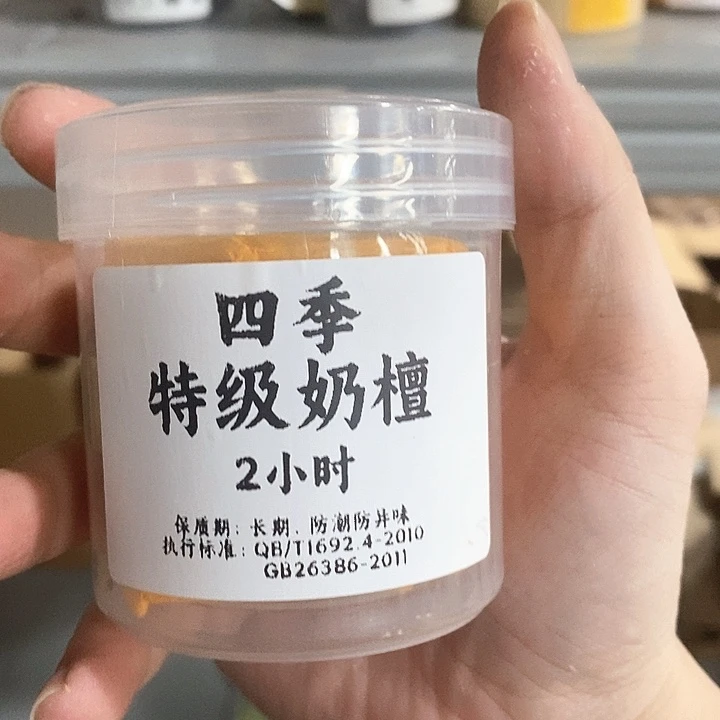 四季
特级奶檀
2小时
保质期：长期、防潮防异味
执行标准：QB/T1692.4-2010
GB26386-2011